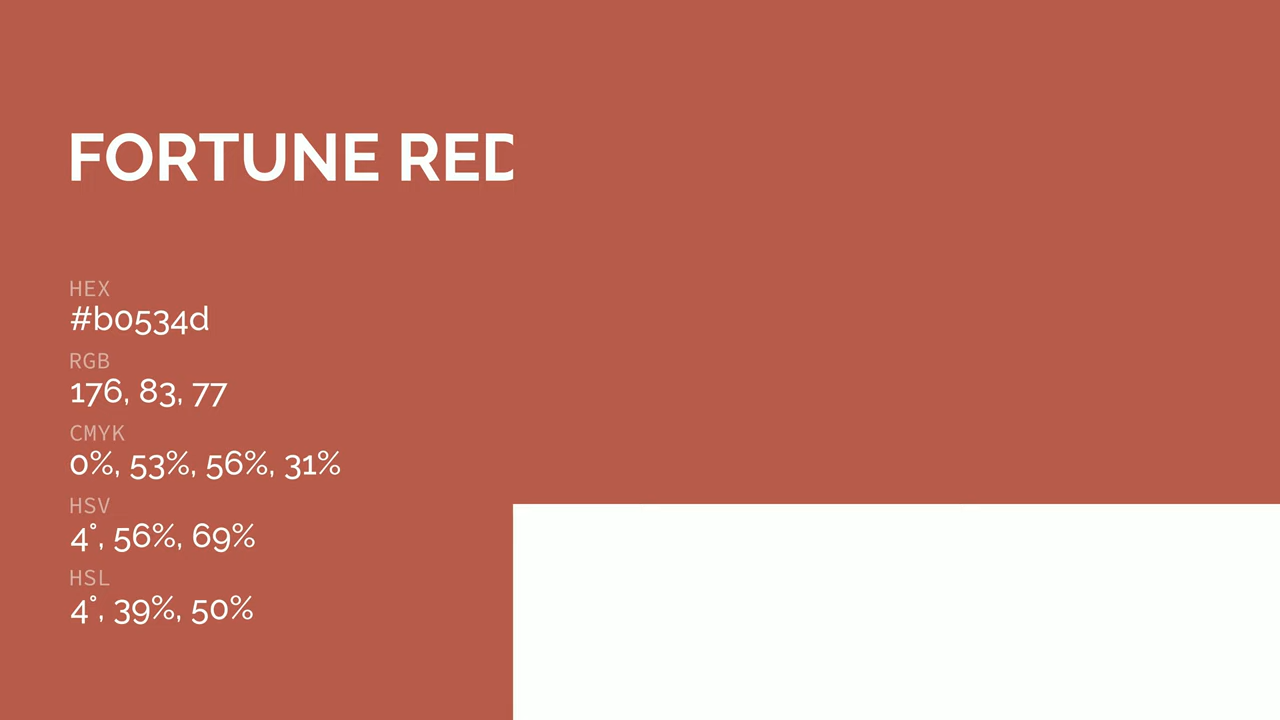 FORTUNE RED
HEX
#b0534d
RGB
176, 83, 77
CMYK
0%, 53%, 56%, 31%
HSV
4°, 56%, 69%
HSL
4°, 39%, 50%